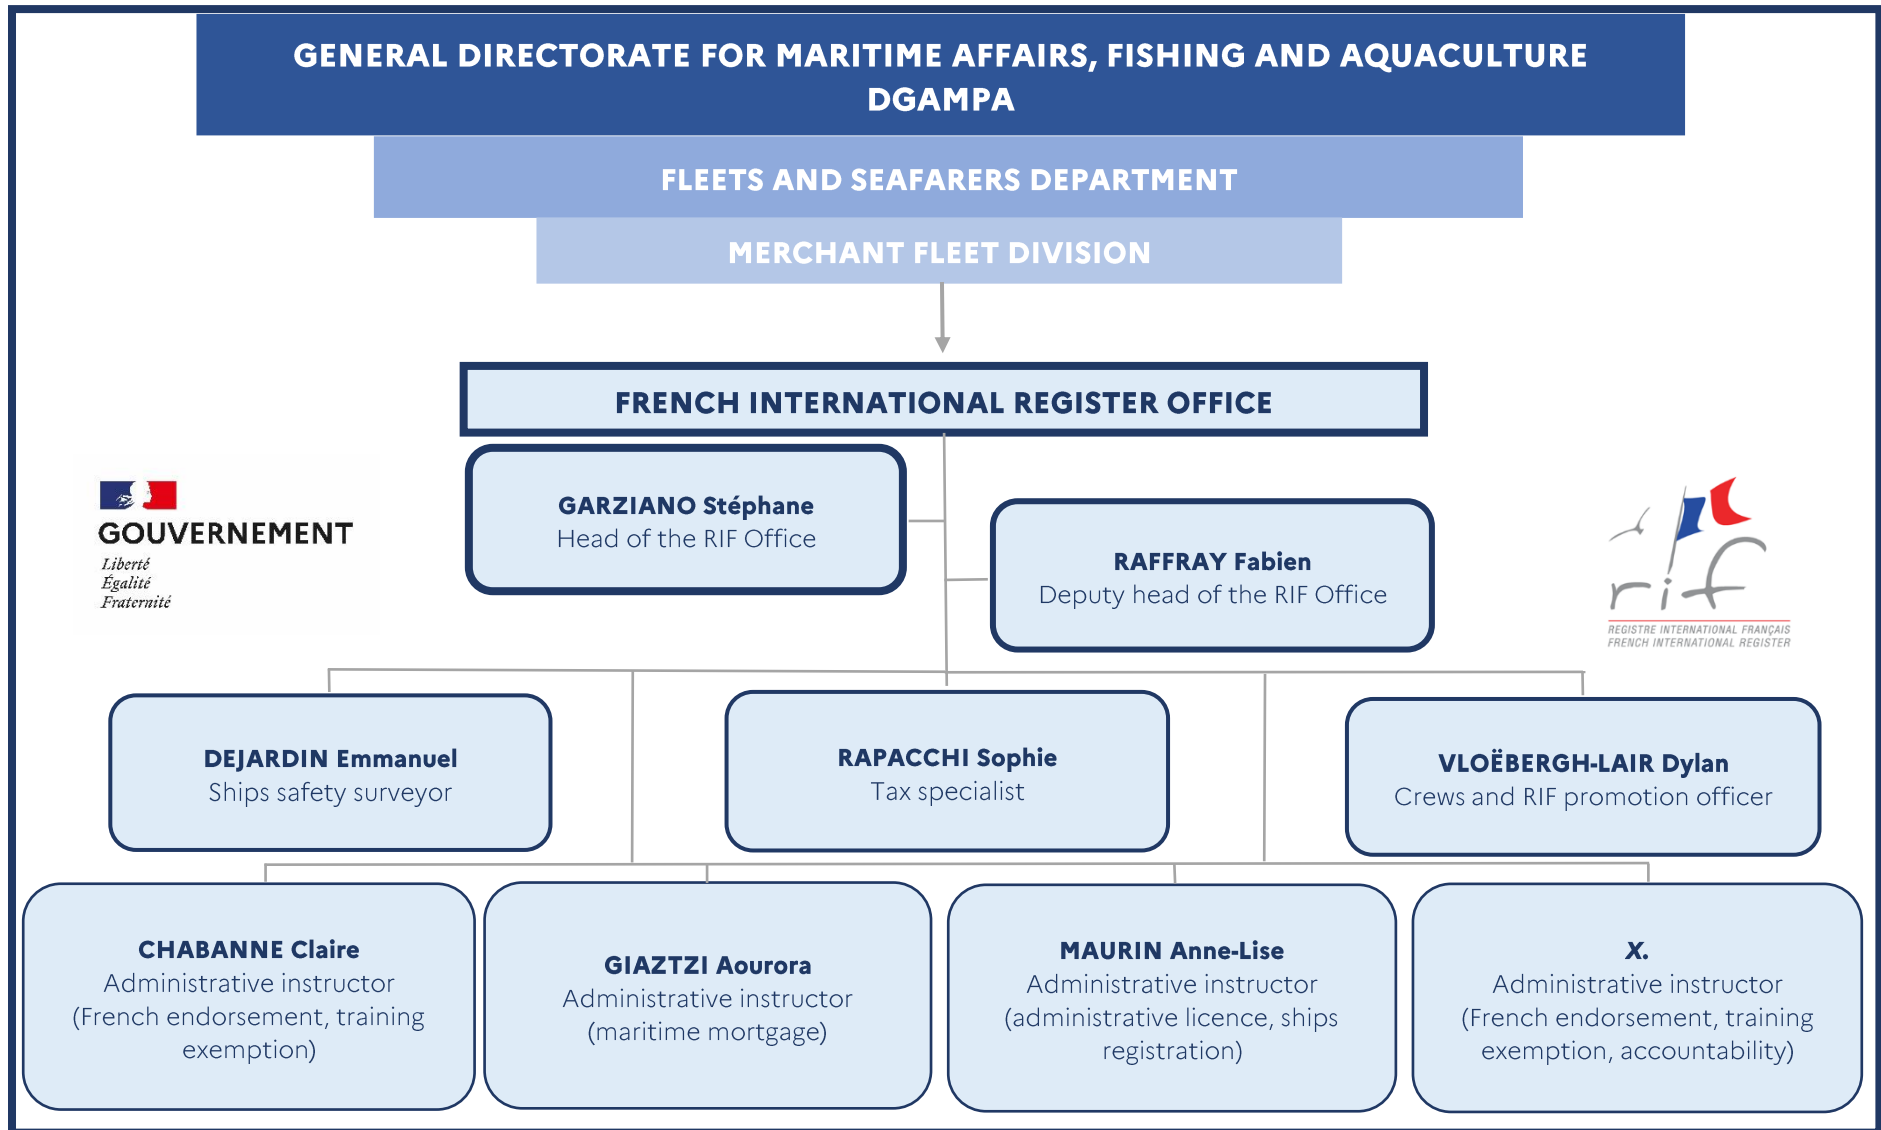 GENERAL DIRECTORATE FOR MARITIME AFFAIRS, FISHING AND AQUACULTURE
DGAMPA
FLEETS AND SEAFARERS DEPARTMENT
MERCHANT FLEET DIVISION
FRENCH INTERNATIONAL REGISTER OFFICE
GARZIANO Stéphane
Head of the RIF Office
RAFFRAY Fabien
Deputy head of the RIF Office
GOUVERNEMENT
Liberté
Égalité
Fraternité
rif
REGISTRE INTERNATIONAL FRANÇAIS
FRENCH INTERNATIONAL REGISTER
DEJARDIN Emmanuel
Ships safety surveyor
RAPACCHI Sophie
Tax specialist
VLOËBERGH-LAIR Dylan
Crews and RIF promotion officer
CHABANNE Claire
Administrative instructor
(French endorsement, training
exemption)
GIAZTZI Aourora
Administrative instructor
(maritime mortgage)
MAURIN Anne-Lise
Administrative instructor
(administrative licence, ships
registration)
X.
Administrative instructor
(French endorsement, training
exemption, accountability)